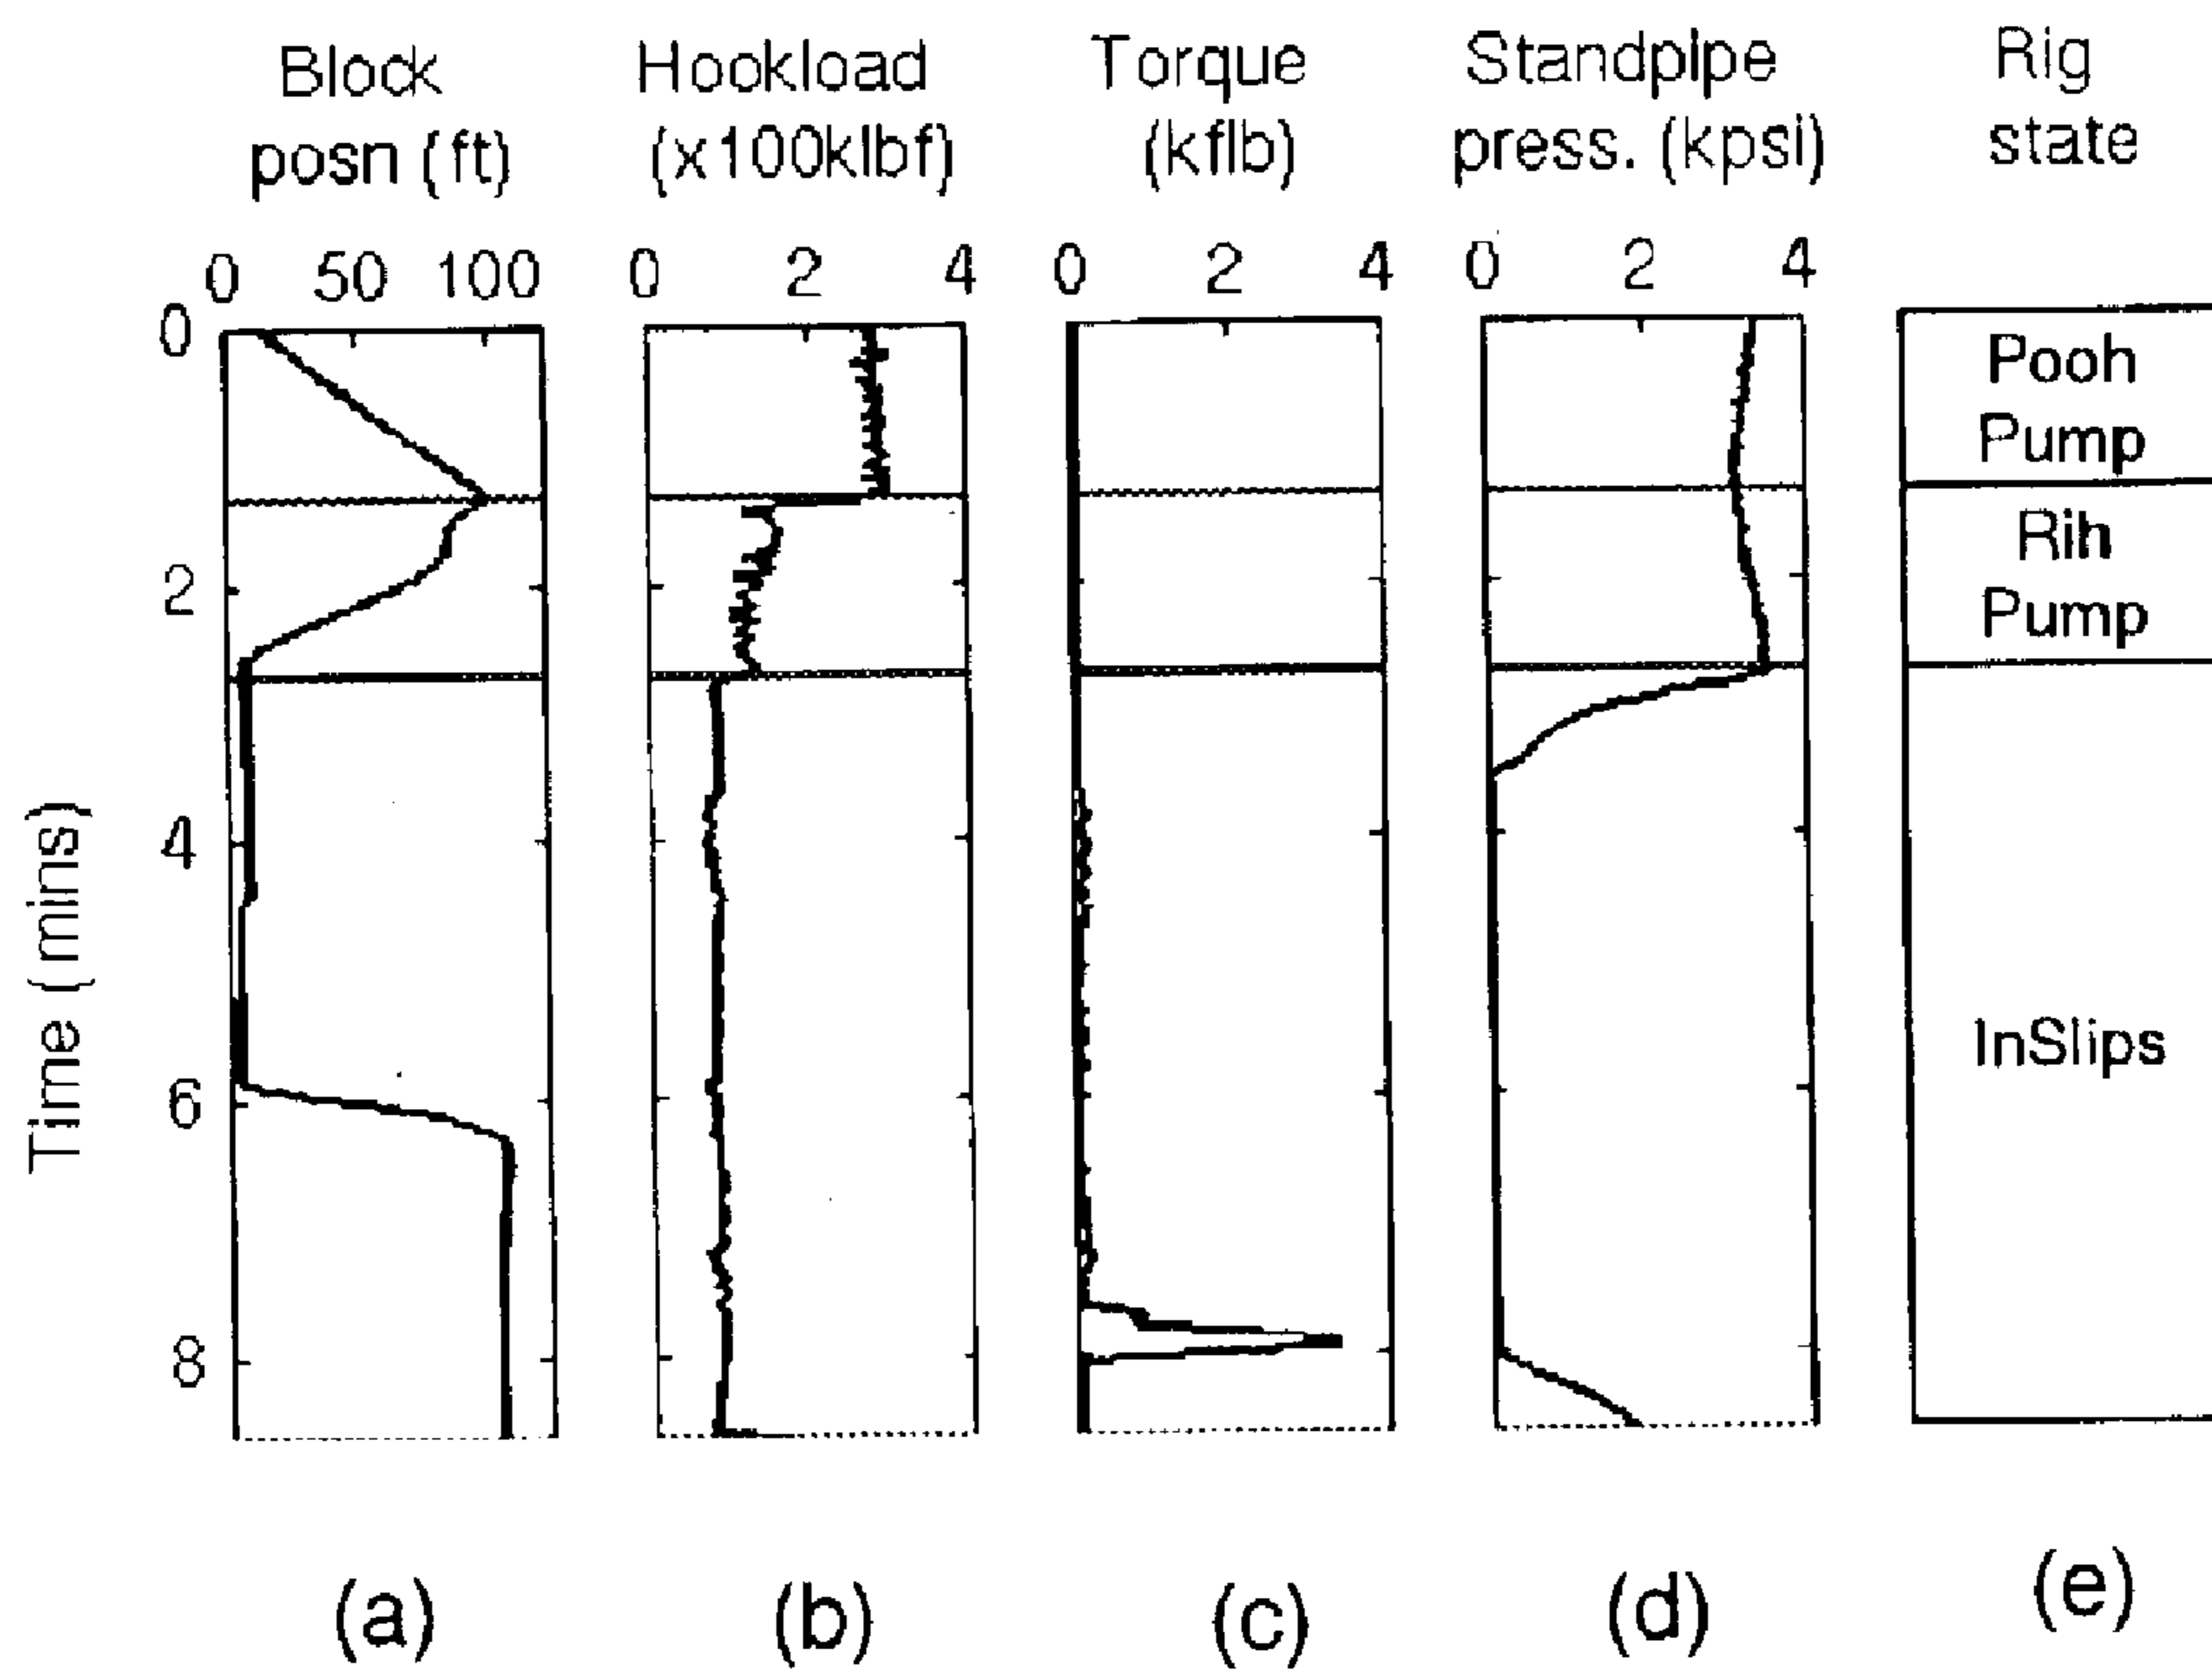 Block
posn (ft)
Hookload
(x100klbf)
Torque
(kflb)
Standpipe
press. (kpsi)
Rig
state
0 50 100
0 2 4
0 2 4
0 2 4
0
2
4
6
8
Time (mins)
Pooh
Pump
Rih
Pump
InSlips
(a)
(b)
(c)
(d)
(e)